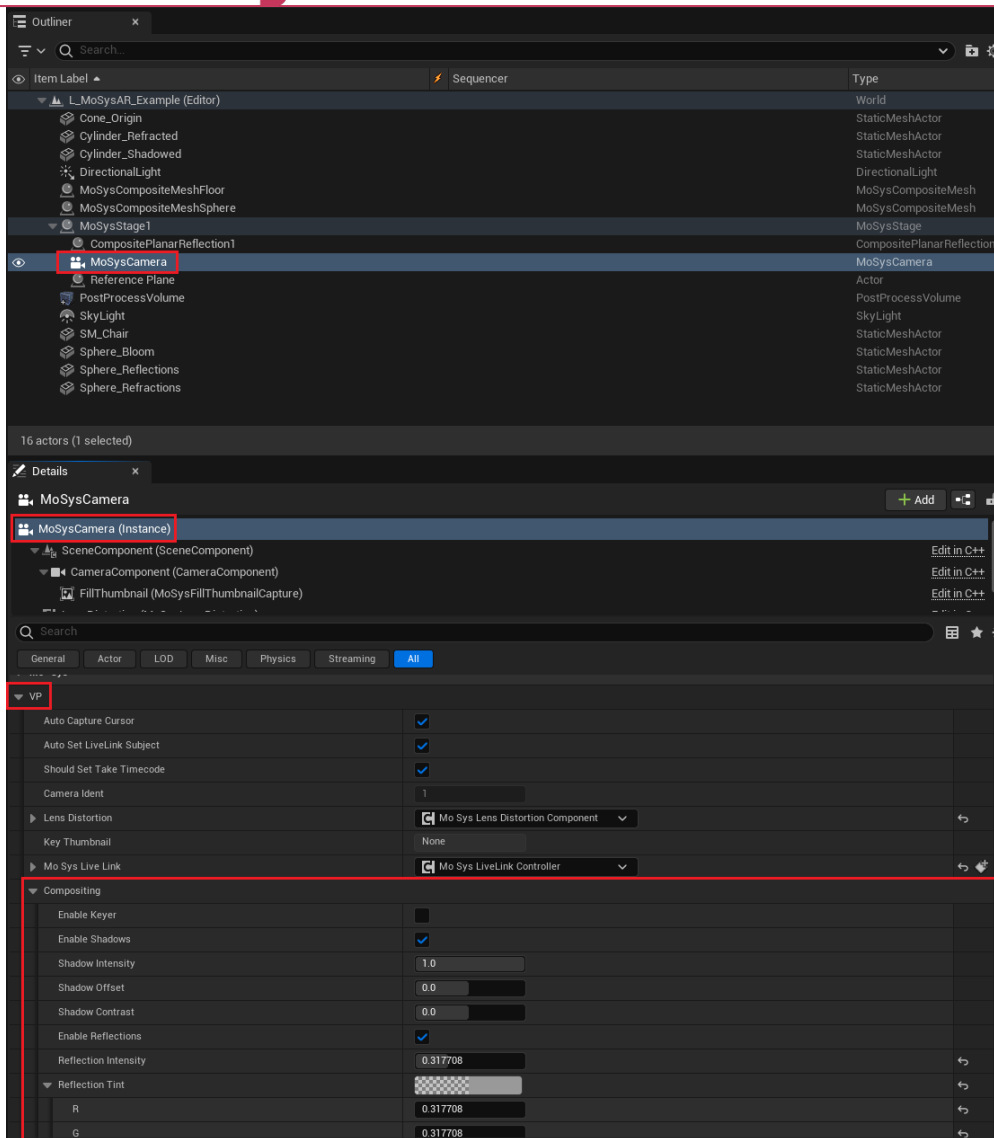 Outliner ×
Search...
Item Label Sequencer Type
L_MoSysAR_Example (Editor) World
Cone_Origin StaticMeshActor
Cylinder_Refracted StaticMeshActor
Cylinder_Shadowed StaticMeshActor
DirectionalLight DirectionalLight
MoSysCompositeMeshFloor MoSysCompositeMesh
MoSysCompositeMeshSphere MoSysCompositeMesh
MoSysStage1 MoSysStage
CompositePlanarReflection1 CompositePlanarReflection
MoSysCamera MoSysCamera
Reference Plane Actor
PostProcessVolume PostProcessVolume
SkyLight SkyLight
SM_Chair StaticMeshActor
Sphere_Bloom StaticMeshActor
Sphere_Reflections StaticMeshActor
Sphere_Refractions StaticMeshActor
16 actors (1 selected)
Details ×
MoSysCamera + Add
MoSysCamera (Instance)
SceneComponent (SceneComponent) Edit in C++
CameraComponent (CameraComponent) Edit in C++
FillThumbnail (MoSysFillThumbnailCapture) Edit in C++
Search
General Actor LOD Misc Physics Streaming All
VP
Auto Capture Cursor
Auto Set LiveLink Subject
Should Set Take Timecode
Camera Ident 1
Lens Distortion Mo Sys Lens Distortion Component
Key Thumbnail None
Mo Sys Live Link Mo Sys LiveLink Controller
Compositing
Enable Keyer
Enable Shadows
Shadow Intensity 1.0
Shadow Offset 0.0
Shadow Contrast 0.0
Enable Reflections
Reflection Intensity 0.317708
Reflection Tint
R 0.317708
G 0.317708